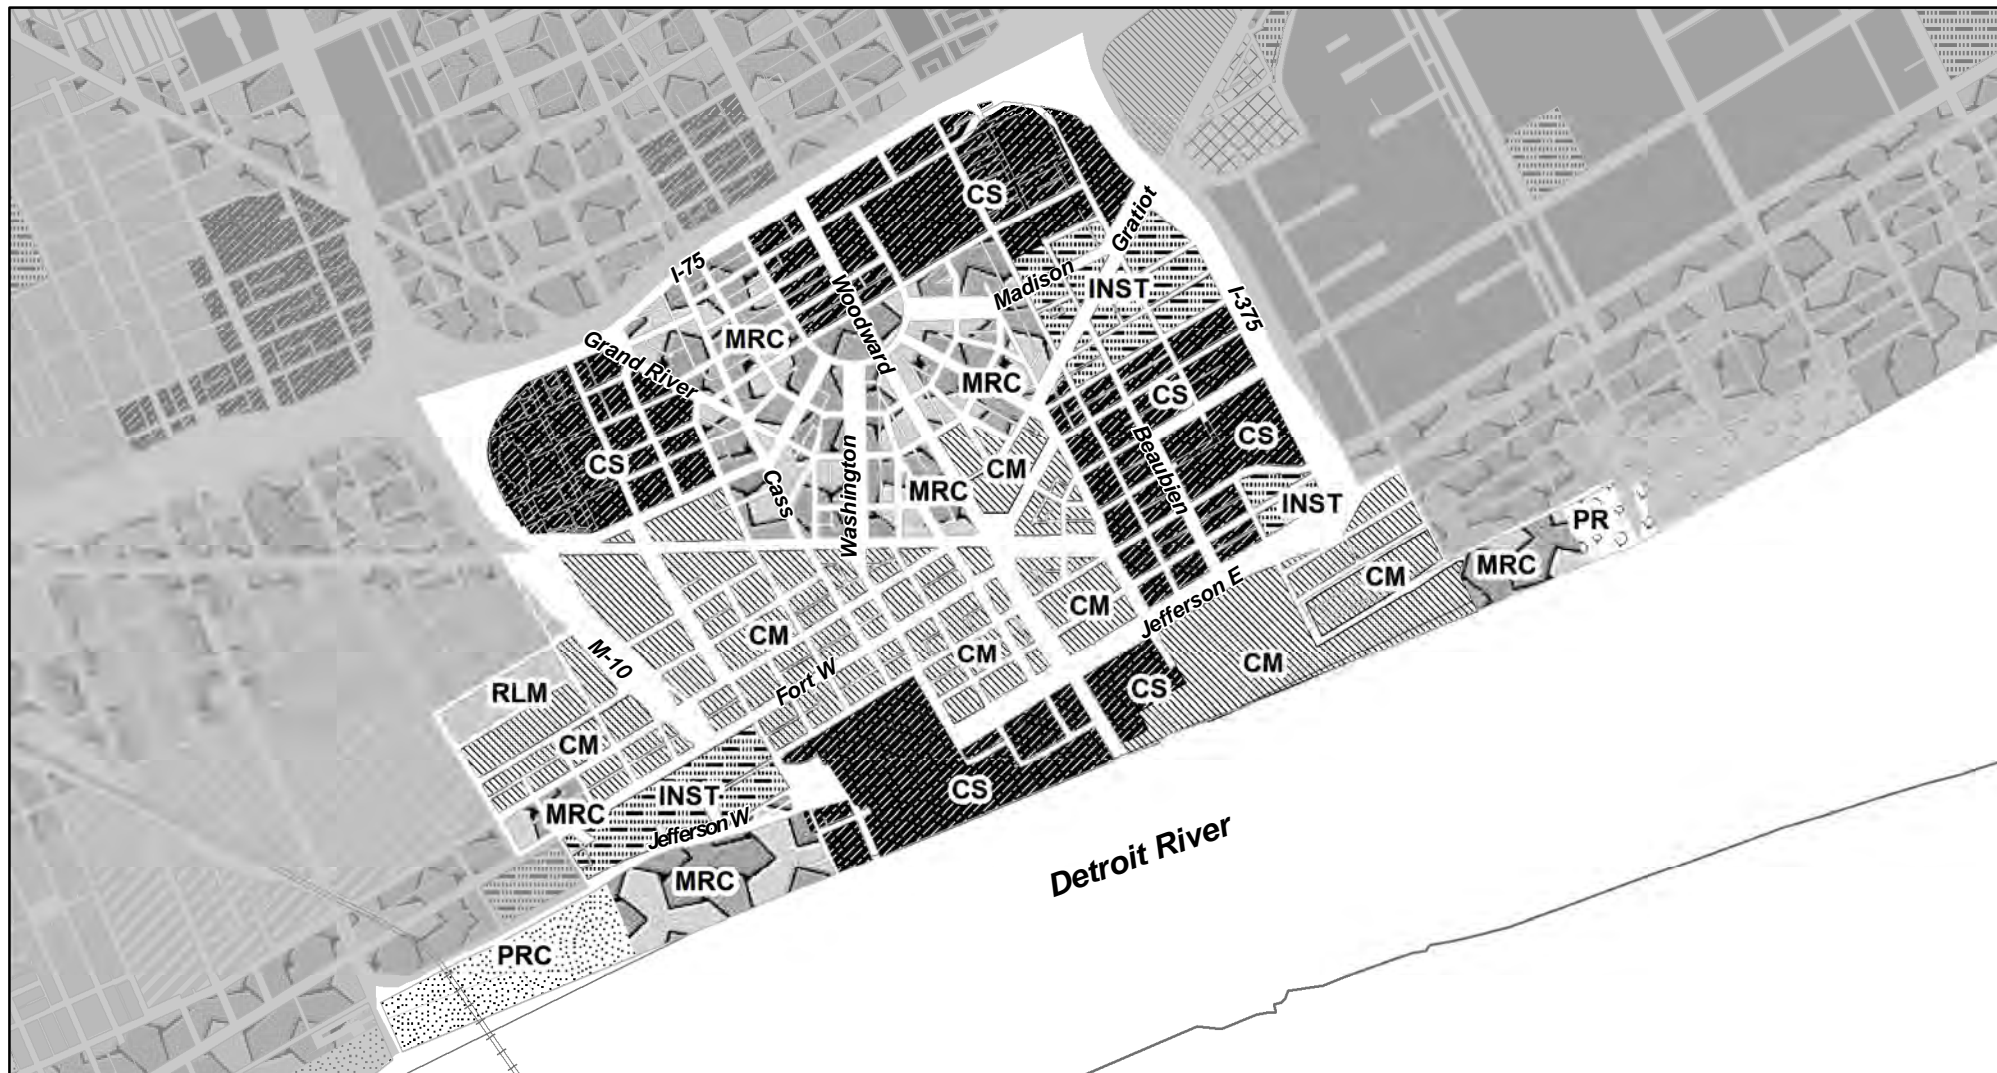 CS
Gratiot
I-75
Madison
INST
Woodward
I-375
MRC
Grand River
MRC
CS
CS
CS
Beaubien
CM
Cass
Washington
MRC
INST
PR
MRC
CM
Jefferson E
CM
CM
M-10
CM
CM
Fort W
CS
RLM
CM
CS
INST
MRC
Jefferson W
MRC
Detroit River
PRC